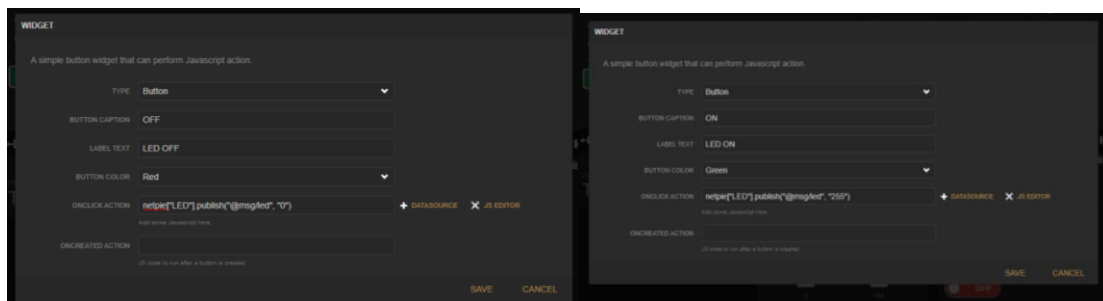 WIDGET
A simple button widget that can perform Javascript action.
TYPE Button
BUTTON CAPTION OFF
LABEL TEXT LED OFF
BUTTON COLOR Red
ONCLICK ACTION netpie["LED"].publish("@msg/led", "0") + DATASOURCE JS EDITOR
Add some Javascript here
ONCREATED ACTION
JS code to run after a button is created
SAVE CANCEL
WIDGET
A simple button widget that can perform Javascript action.
TYPE Button
BUTTON CAPTION ON
LABEL TEXT LED ON
BUTTON COLOR Green
ONCLICK ACTION netpie["LED"].publish("@msg/led", "255") + DATASOURCE JS EDITOR
Add some Javascript here
ONCREATED ACTION
JS code to run after a button is created
SAVE CANCEL
OFF